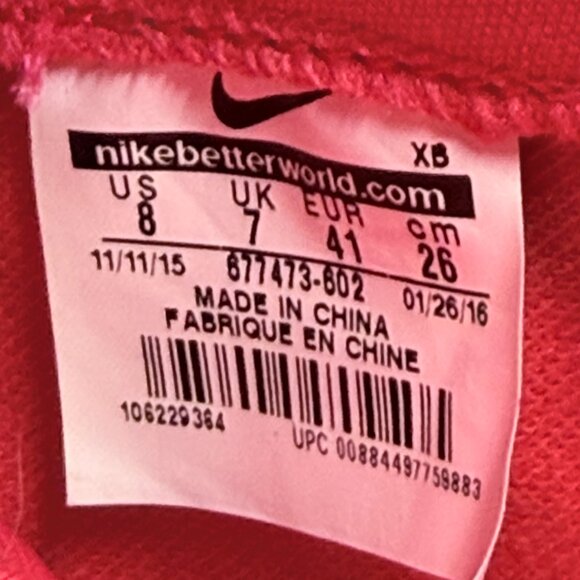 XB
nikebetterworld.com
US UK EUR cm
8 7 41 26
11/11/15 677473-602 01/26/16
MADE IN CHINA
FABRIQUE EN CHINE
106229364 UPC 00884497759883